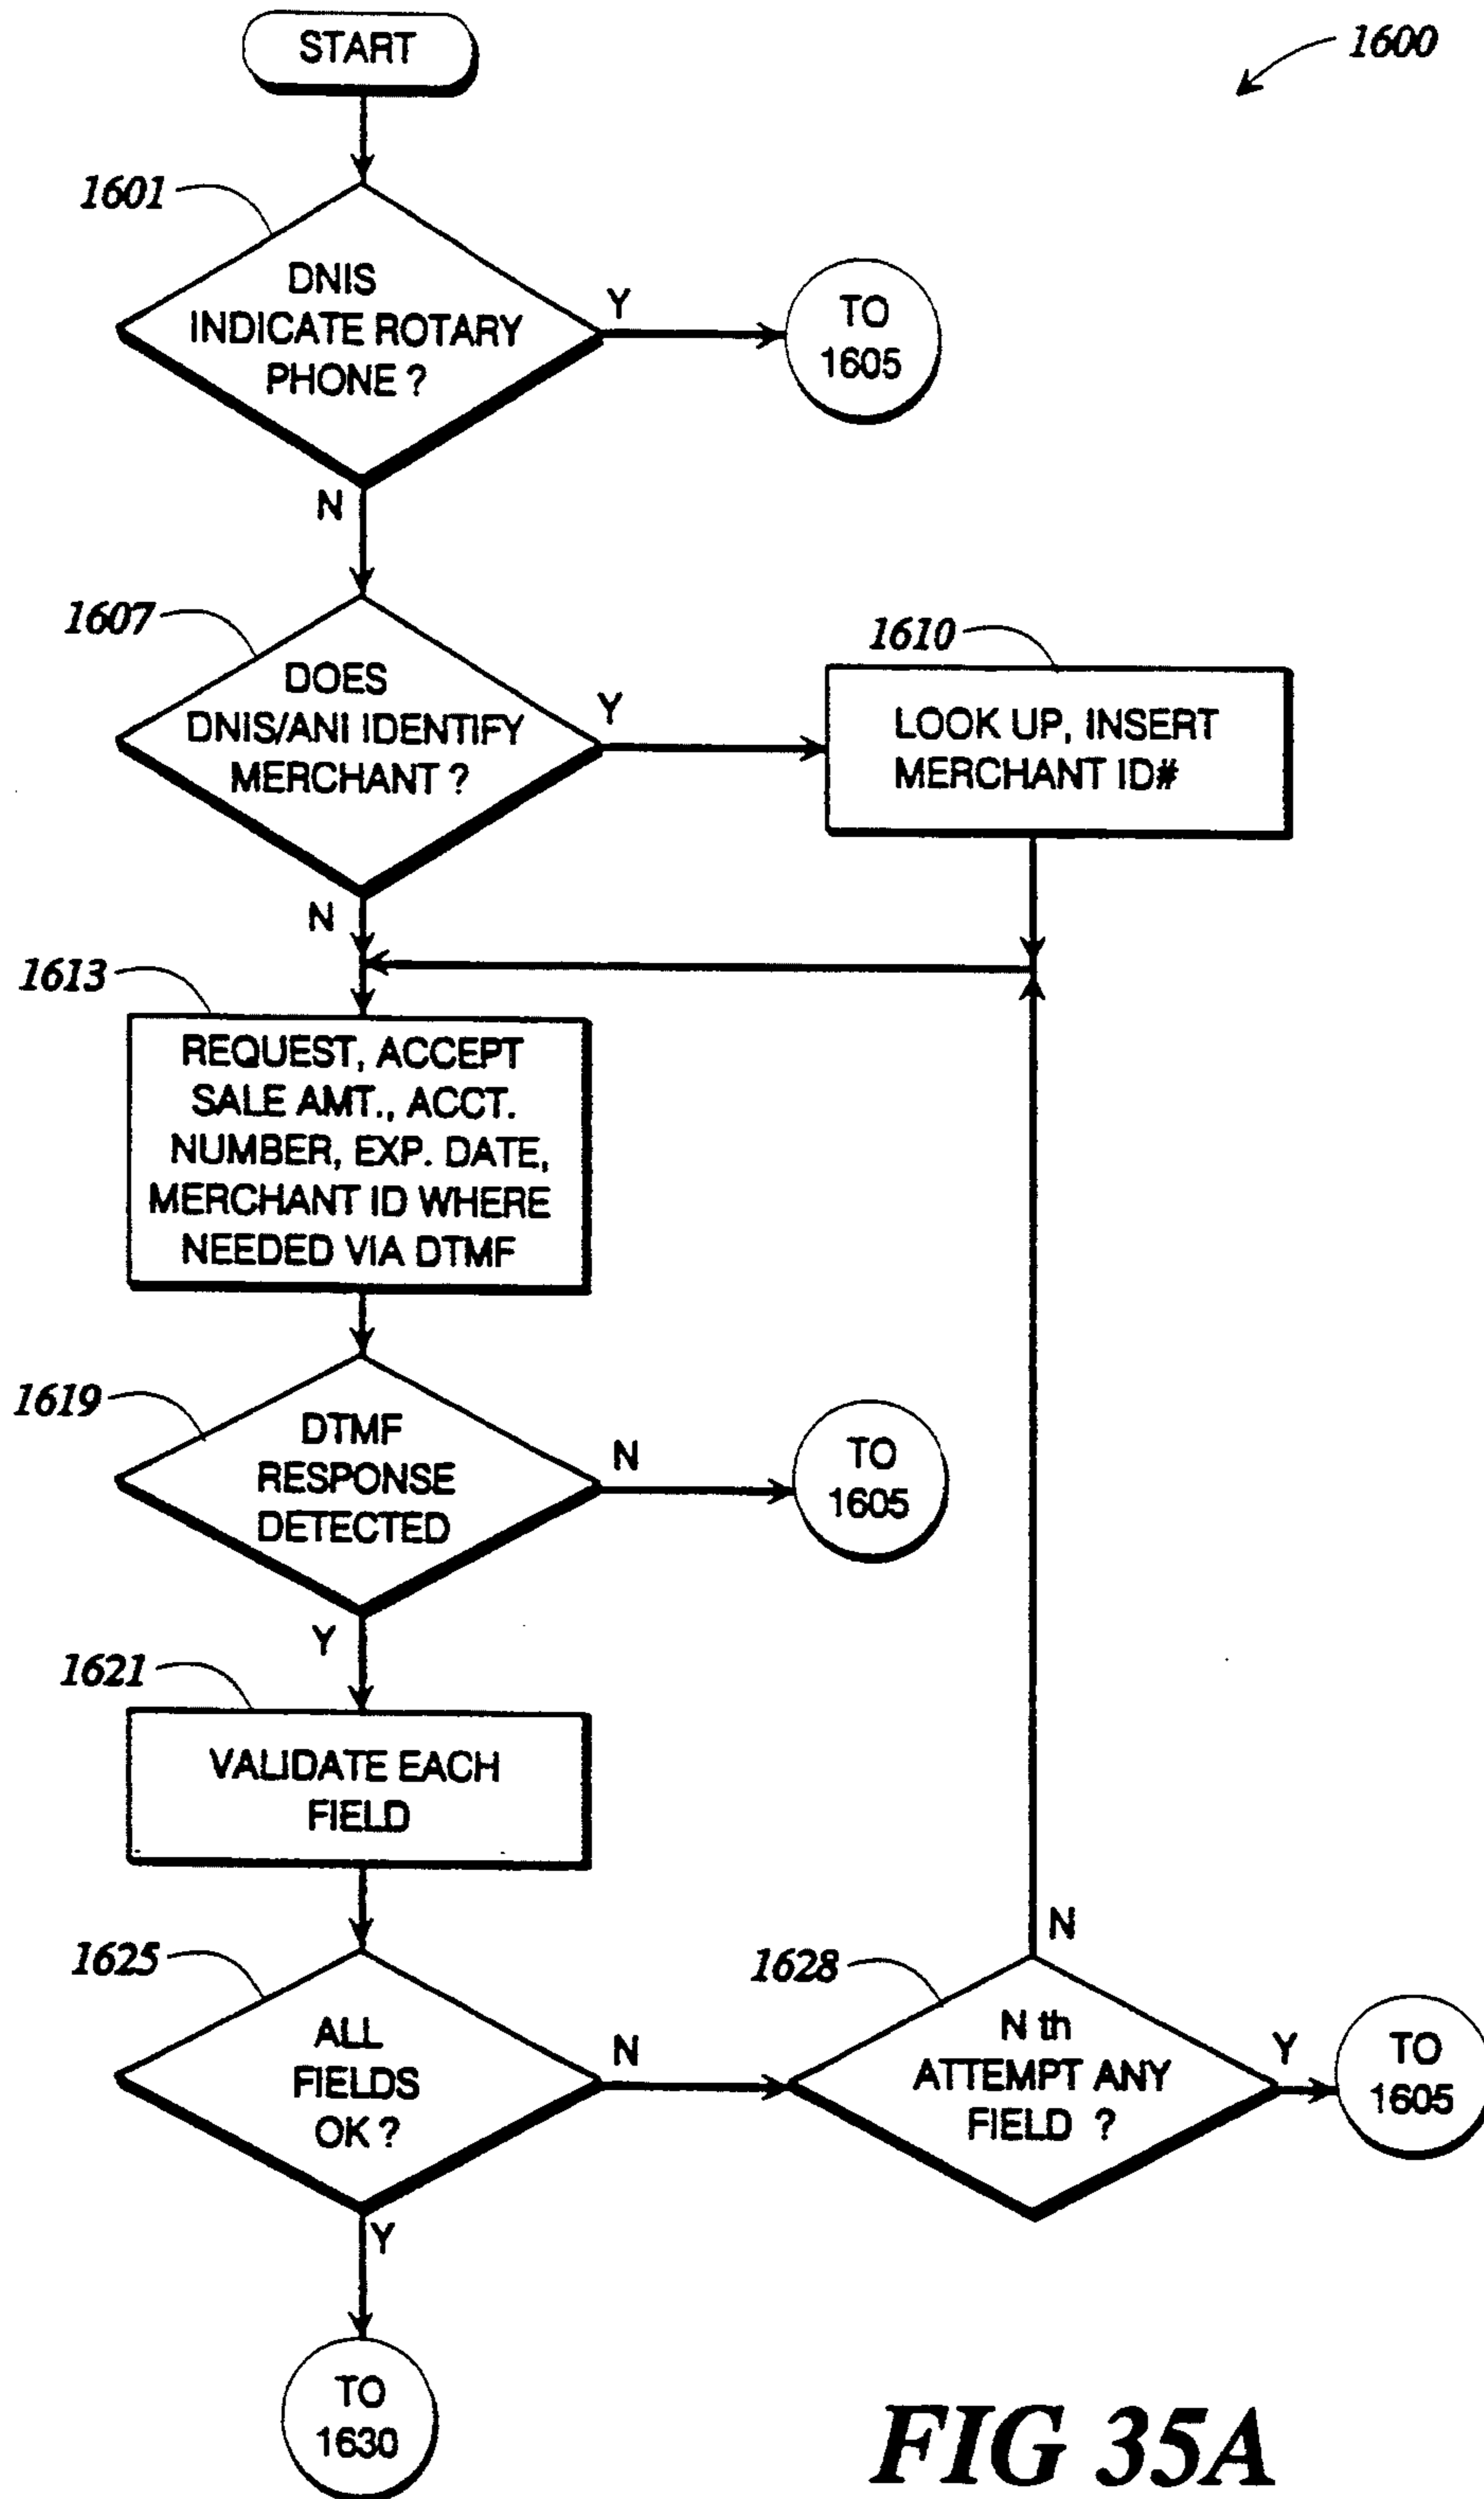 START
1600
1601
DNIS
INDICATE ROTARY
PHONE ?
Y
TO
1605
N
1607
DOES
DNIS/ANI IDENTIFY
MERCHANT ?
Y
1610
LOOK UP, INSERT
MERCHANT ID#
N
1613
REQUEST, ACCEPT
SALE AMT., ACCT.
NUMBER, EXP. DATE,
MERCHANT ID WHERE
NEEDED VIA DTMF
1619
DTMF
RESPONSE
DETECTED
N
TO
1605
Y
1621
VALIDATE EACH
FIELD
1625
ALL
FIELDS
OK ?
N
1628
N th
ATTEMPT ANY
FIELD ?
N
Y
TO
1605
Y
TO
1630
FIG 35A